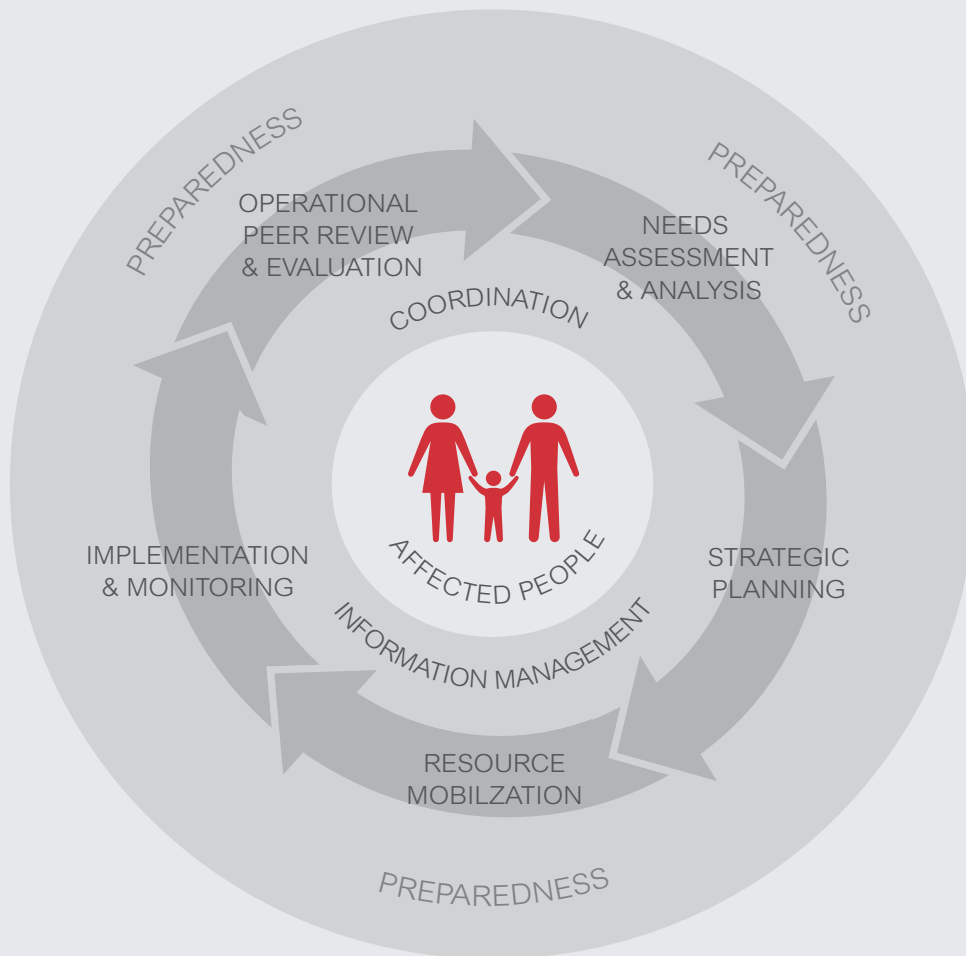 PREPAREDNESS
PREPAREDNESS
OPERATIONAL
PEER REVIEW
& EVALUATION
NEEDS
ASSESSMENT
& ANALYSIS
COORDINATION
AFFECTED PEOPLE
IMPLEMENTATION
& MONITORING
STRATEGIC
PLANNING
INFORMATION MANAGEMENT
RESOURCE
MOBILZATION
PREPAREDNESS